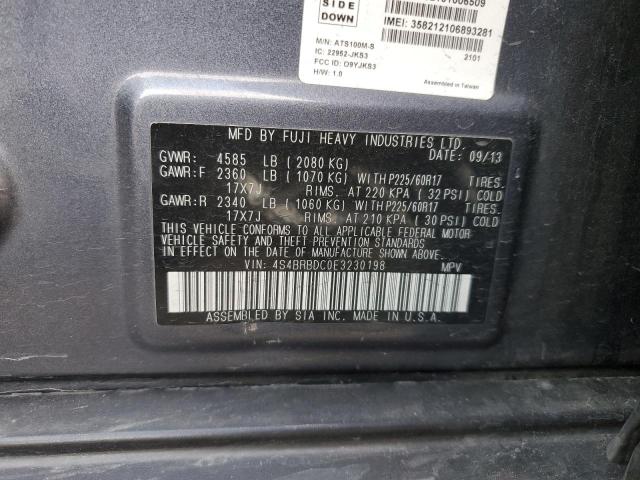 SIDE
DOWN
IMEI: 358212106893281
M/N: ATS100M-S
2101
IC: 22952-JKS3
FCC ID: O9YJKS3
H/W: 1.0
Assembled in Taiwan
MFD BY FUJI HEAVY INDUSTRIES LTD.
GVWR: 4585 LB ( 2080 KG) DATE: 09/13
GAWR:F 2360 LB ( 1070 KG) WITH P225/60R17 TIRES.
17X7J RIMS. AT 220 KPA ( 32 PSI) COLD
GAWR:R 2340 LB ( 1060 KG) WITH P225/60R17 TIRES.
17X7J RIMS. AT 210 KPA ( 30 PSI) COLD
THIS VEHICLE CONFORMS TO ALL APPLICABLE FEDERAL MOTOR
VEHICLE SAFETY AND THEFT PREVENTION STANDARDS
IN EFFECT ON THE DATE OF MANUFACTURE SHOWN ABOVE.
VIN: 4S4BRBDC0E3230198 MPV
ASSEMBLED BY SIA INC. MADE IN U.S.A.